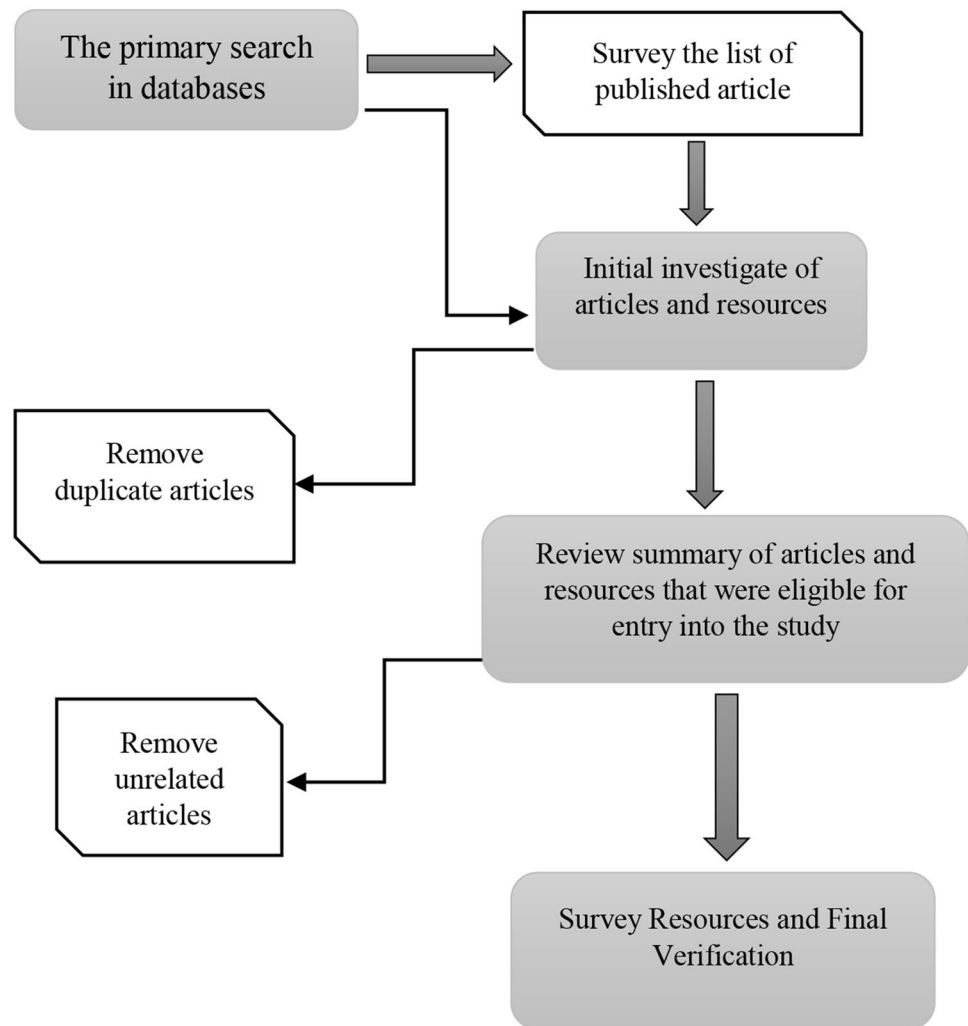 The primary search
in databases
Survey the list of
published article
Initial investigate of
articles and resources
Remove
duplicate articles
Review summary of articles and
resources that were eligible for
entry into the study
Remove
unrelated
articles
Survey Resources and Final
Verification